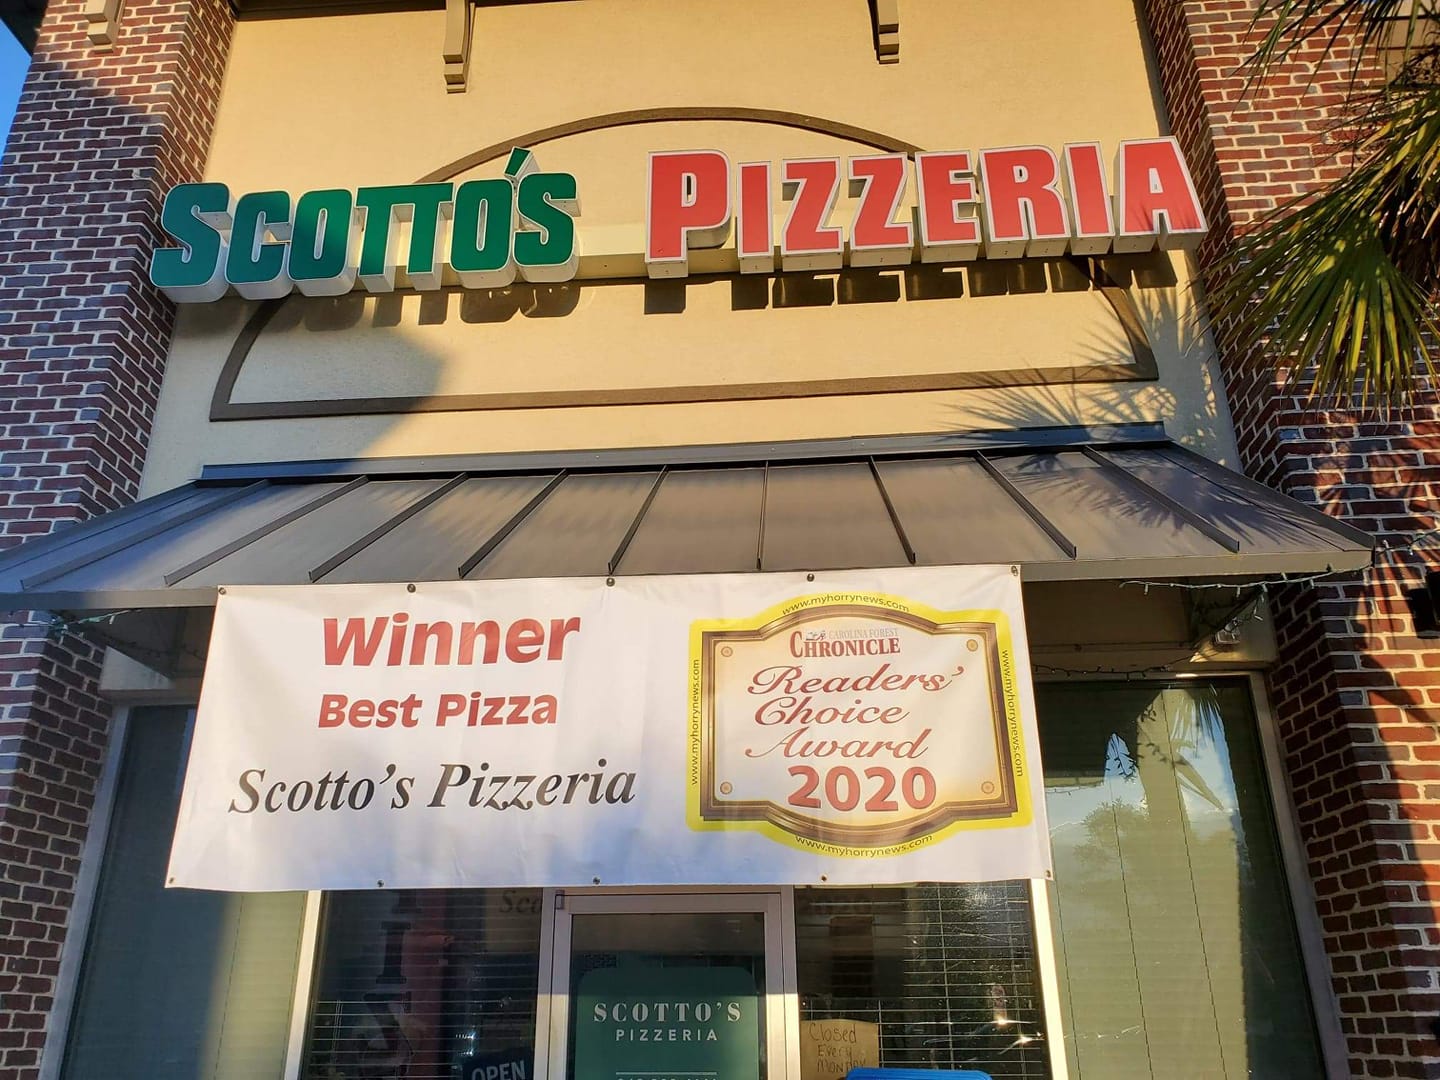 SCOTTO'S PIZZERIA
Winner
Best Pizza
Scotto's Pizzeria
www.myhorrynews.com
CAROLINA FOREST
CHRONICLE
Readers'
Choice
Award
2020
www.myhorrynews.com
www.myhorrynews.com
www.myhorrynews.com
SCOTTO'S
PIZZERIA
OPEN
Closed
Every
MONDAY